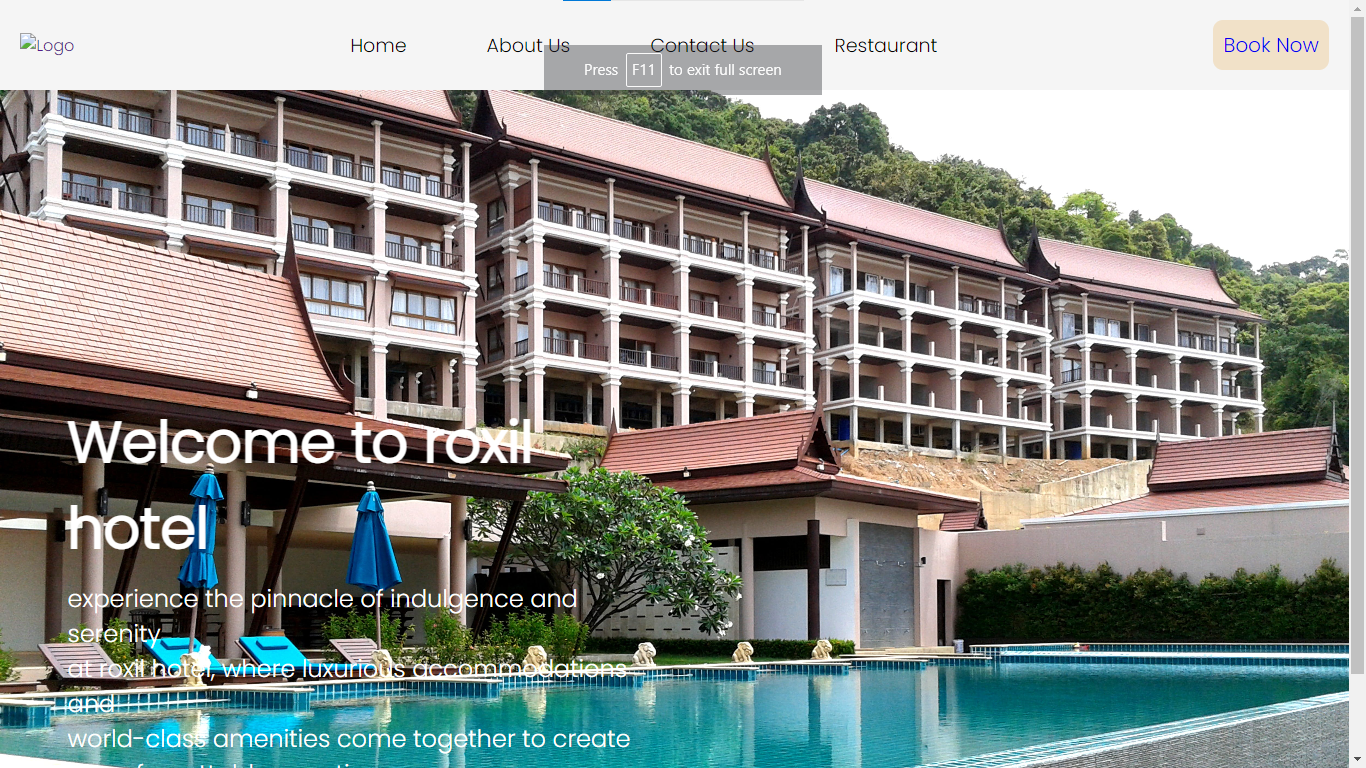 Logo
Home
About Us
Contact Us
Restaurant
Book Now
Press F11 to exit full screen
Welcome to roxil
hotel
experience the pinnacle of indulgence and
serenity
at roxil hotel, where luxurious accommodations
and
world-class amenities come together to create